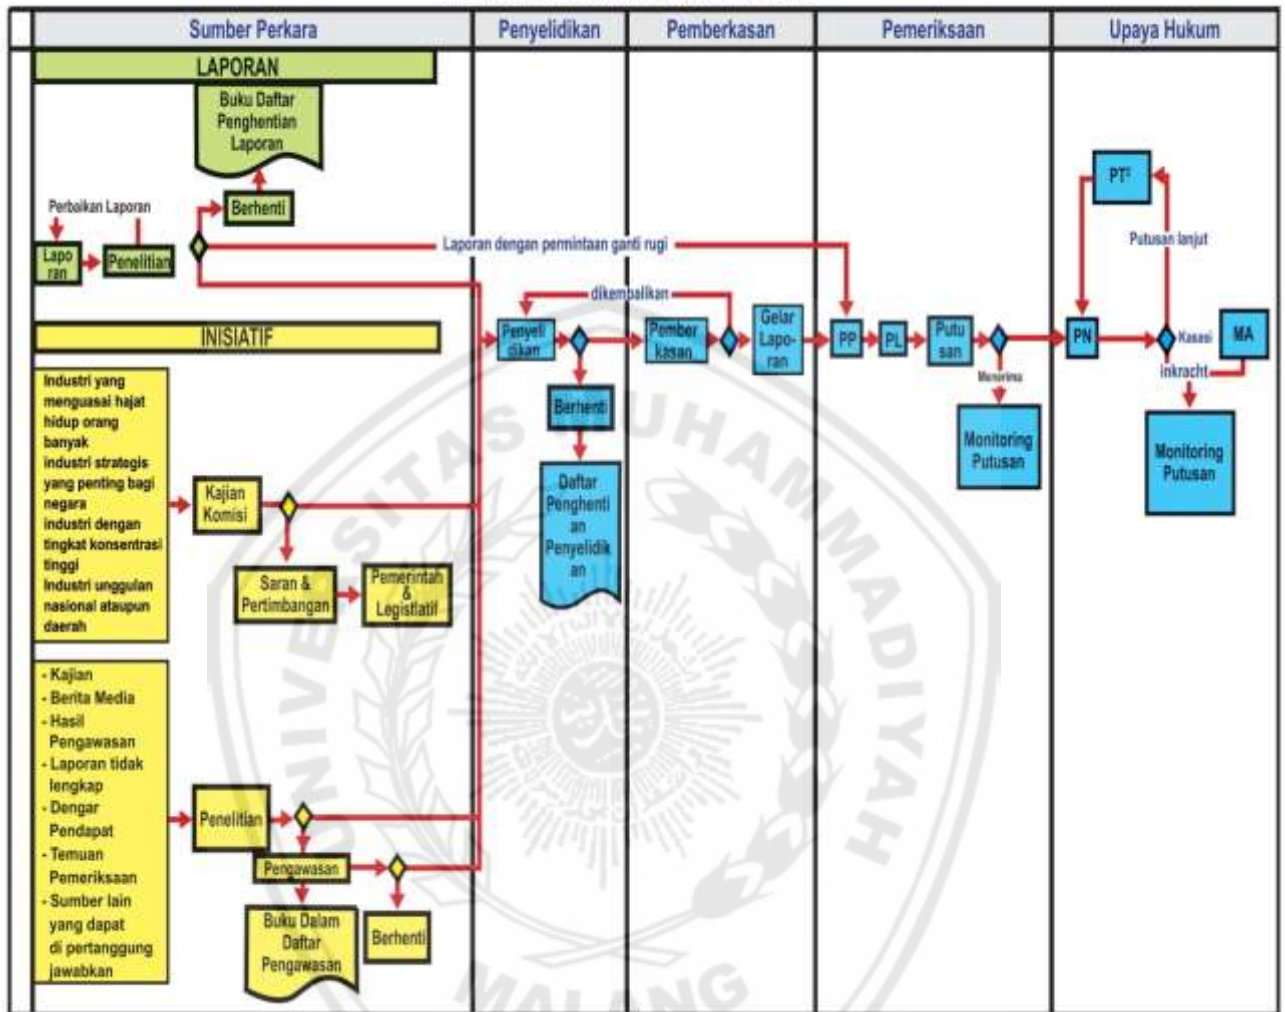 Sumber Perkara
Penyelidikan
Pemberkasan
Pemeriksaan
Upaya Hukum
LAPORAN
Buku Daftar
Penghentian
Laporan
Berhenti
Perbaikan Laporan
Lapo
ran
Penelitian
Laporan dengan permintaan ganti rugi
INISIATIF
Industri yang
menguasai hajat
hidup orang
banyak
industri strategis
yang penting bagi
negara
industri dengan
tingkat konsentrasi
tinggi
Industri unggulan
nasional ataupun
daerah
Kajian
Komisi
Saran &
Pertimbangan
Pemerintah
&
Legistlatif
- Kajian
- Berita Media
- Hasil
Pengawasan
- Laporan tidak
lengkap
- Dengar
Pendapat
- Temuan
Pemeriksaan
- Sumber lain
yang dapat
di pertanggung
jawabkan
Penelitian
Pengawasan
Buku Dalam
Daftar
Pengawasan
Berhenti
dikembalikan
Penyeli
dikan
Berhenti
Daftar
Penghenti
an
Penyelidik
an
Pember
kasan
Gelar
Lapo-
ran
PP
PL
Putu
san
Menerima
Monitoring
Putusan
PT
Putusan lanjut
PN
Kasasi
MA
inkracht
Monitoring
Putusan
UNIVERSITAS MUHAMMADIYAH
MALANG